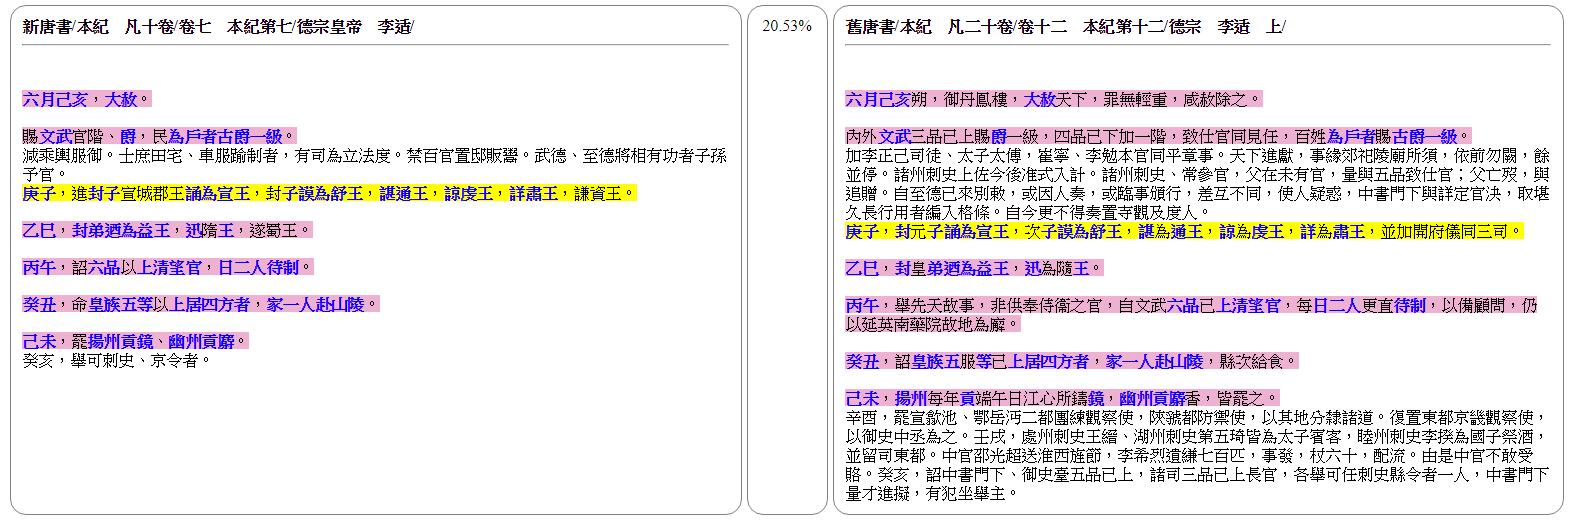 新唐書/本紀　凡十卷/卷七　本紀第七/德宗皇帝　李适/
六月己亥，大赦。
賜文武官階、爵，民為戶者古爵一級。
減乘輿服御。士庶田宅、車服踰制者，有司為立法度。禁百官置邸販鬻。武德、至德將相有功者子孫
予官。
庚子，進封子宣城郡王誦為宣王，封子謨為舒王，諶通王，諒虔王，詳肅王，謙資王。
乙巳，封弟迺為益王，迅隋王，遂蜀王。
丙午，詔六品以上清望官，日二人待制。
癸丑，命皇族五等以上居四方者，家一人赴山陵。
己未，罷揚州貢鏡、幽州貢麝。
癸亥，舉可刺史、京令者。
20.53%
舊唐書/本紀　凡二十卷/卷十二　本紀第十二/德宗　李适　上/
六月己亥朔，御丹鳳樓，大赦天下，罪無輕重，咸赦除之。
內外文武三品已上賜爵一級，四品已下加一階，致仕官同見任，百姓為戶者賜古爵一級。
加李正己司徒、太子太傅，崔寧、李勉本官同平章事。天下進獻，事緣郊祀陵廟所須，依前勿闕，餘
並停。諸州刺史上佐今後准式入計。諸州刺史、常參官，父在未有官，量與五品致仕官；父亡歿，與
追贈。自至德已來別敕，或因人奏，或臨事頒行，差互不同，使人疑惑，中書門下與詳定官決，取堪
久長行用者編入格條。自今更不得奏置寺觀及度人。
庚子，封元子誦為宣王，次子謨為舒王，諶為通王，諒為虔王，詳為肅王，並加開府儀同三司。
乙巳，封皇弟迺為益王，迅為隨王。
丙午，舉先天故事，非供奉侍衞之官，自文武六品已上清望官，每日二人更直待制，以備顧問，仍
以延英南藥院故地為廨。
癸丑，詔皇族五服等已上居四方者，家一人赴山陵，縣次給食。
己未，揚州每年貢端午日江心所鑄鏡，幽州貢麝香，皆罷之。
辛酉，罷宣歙池、鄂岳沔二都團練觀察使，陝虢都防禦使，以其地分隸諸道。復置東都京畿觀察使，
以御史中丞為之。壬戌，處州刺史王縉、湖州刺史第五琦皆為太子賓客，睦州刺史李揆為國子祭酒，
並留司東都。中官邵光超送淮西旌節，李希烈遺縑七百匹，事發，杖六十，配流。由是中官不敢受
賂。癸亥，詔中書門下、御史臺五品已上，諸司三品已上長官，各舉可任刺史縣令者一人，中書門下
量才進擬，有犯坐舉主。